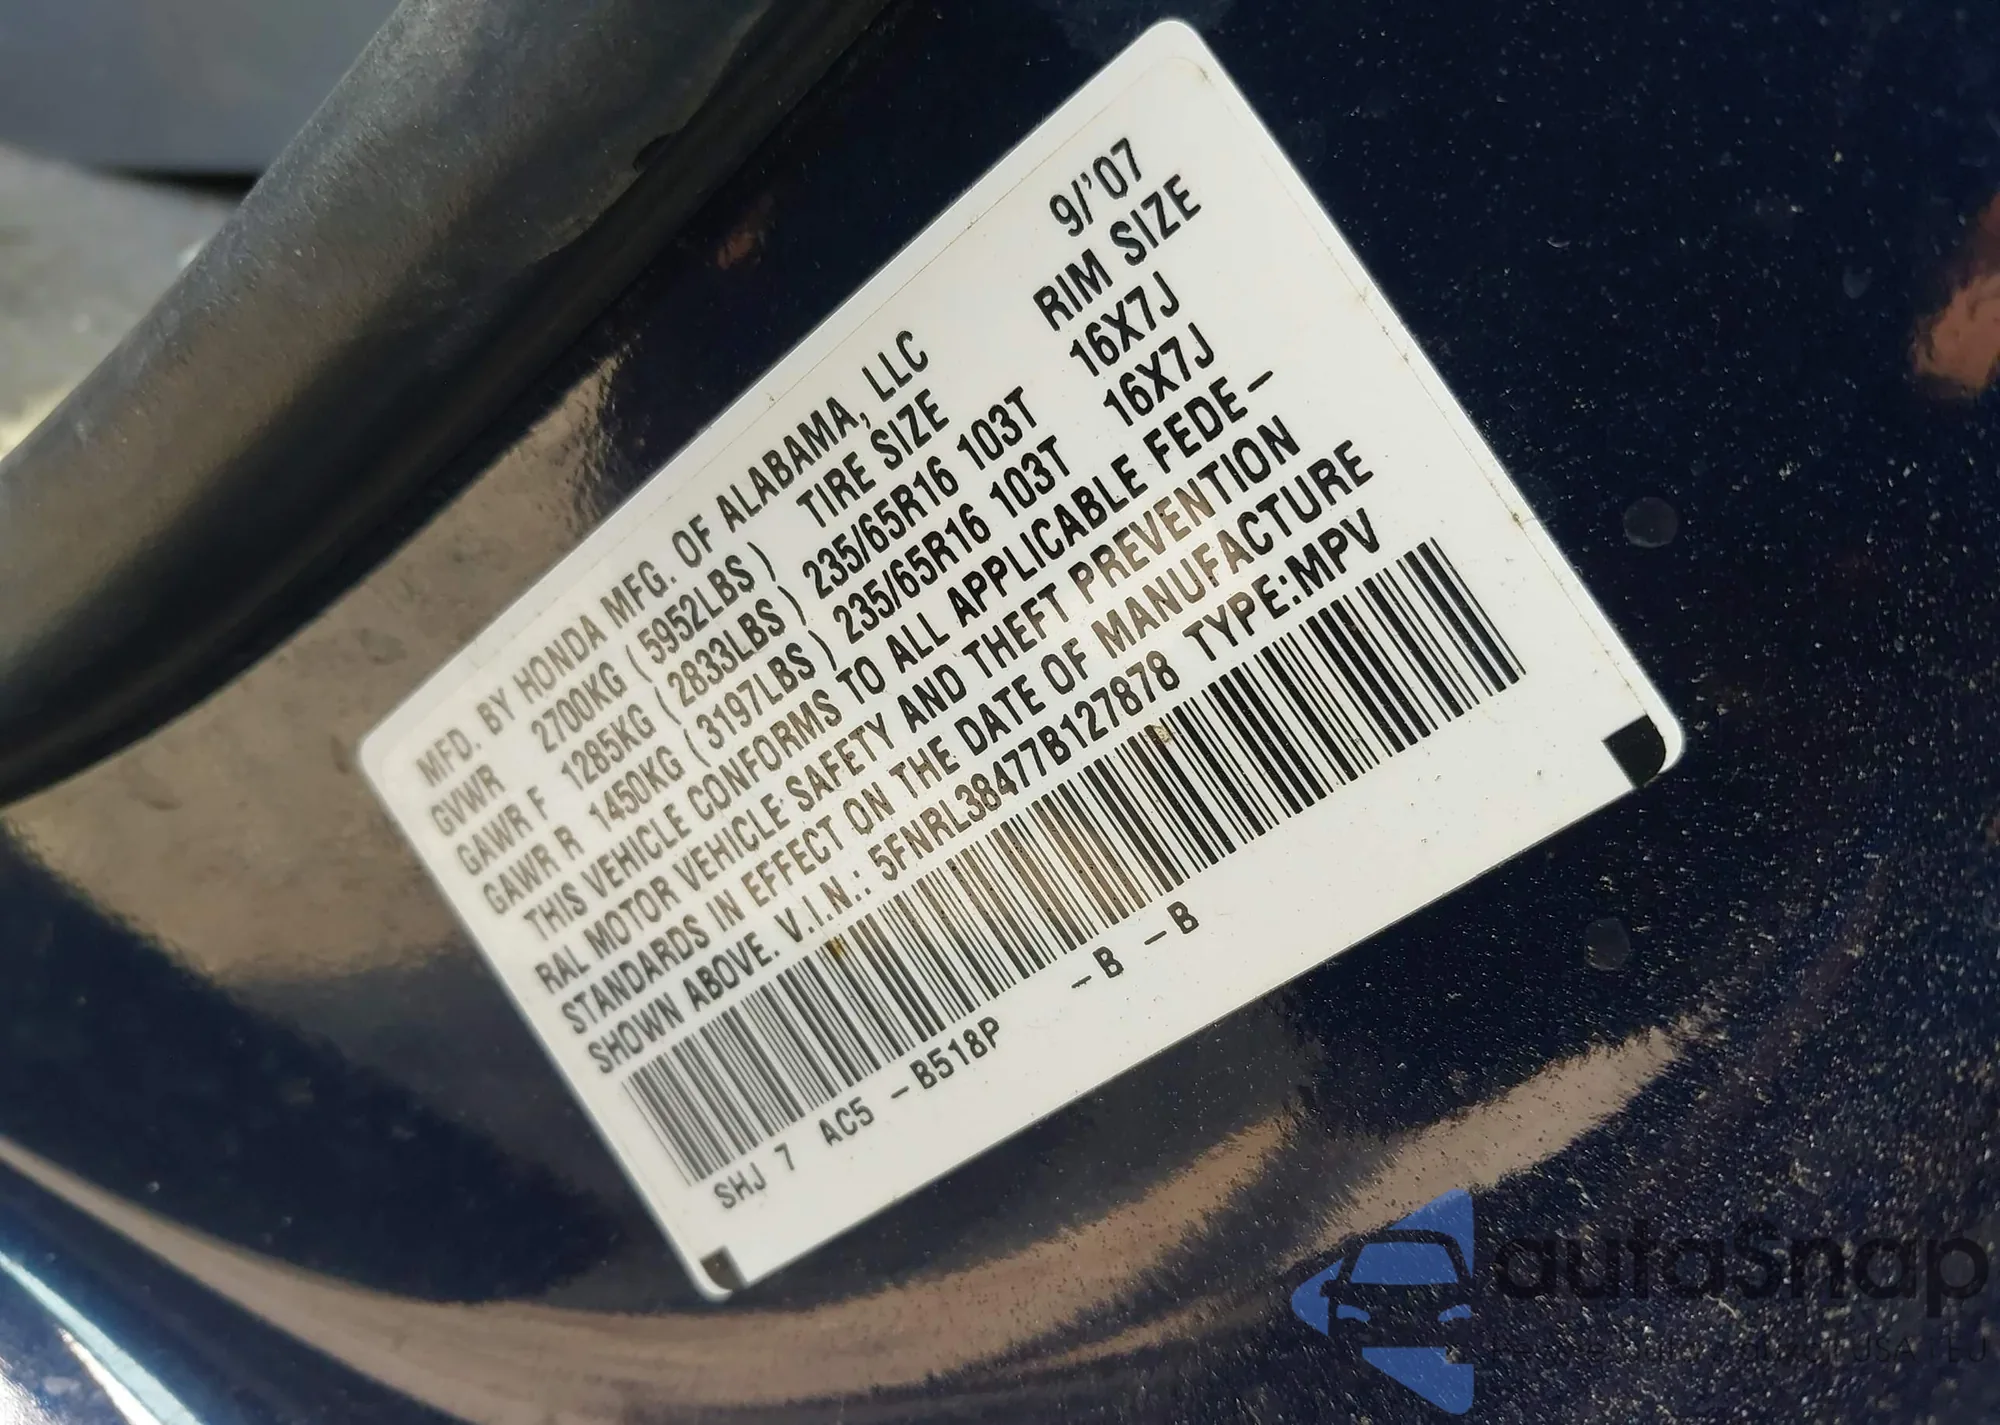 MFD. BY HONDA MFG. OF ALABAMA, LLC 9/'07
GVWR 2700KG (5952LBS) TIRE SIZE RIM SIZE
GAWR F 1285KG (2833LBS) 235/65R16 103T 16X7J
GAWR R 1450KG (3197LBS) 235/65R16 103T 16X7J
THIS VEHICLE CONFORMS TO ALL APPLICABLE FEDE–
RAL MOTOR VEHICLE SAFETY AND THEFT PREVENTION
STANDARDS IN EFFECT ON THE DATE OF MANUFACTURE
SHOWN ABOVE. V.I.N.: 5FNRL38477B127878 TYPE:MPV
SHJ 7 AC5 –B518P –B –B
autoSnap